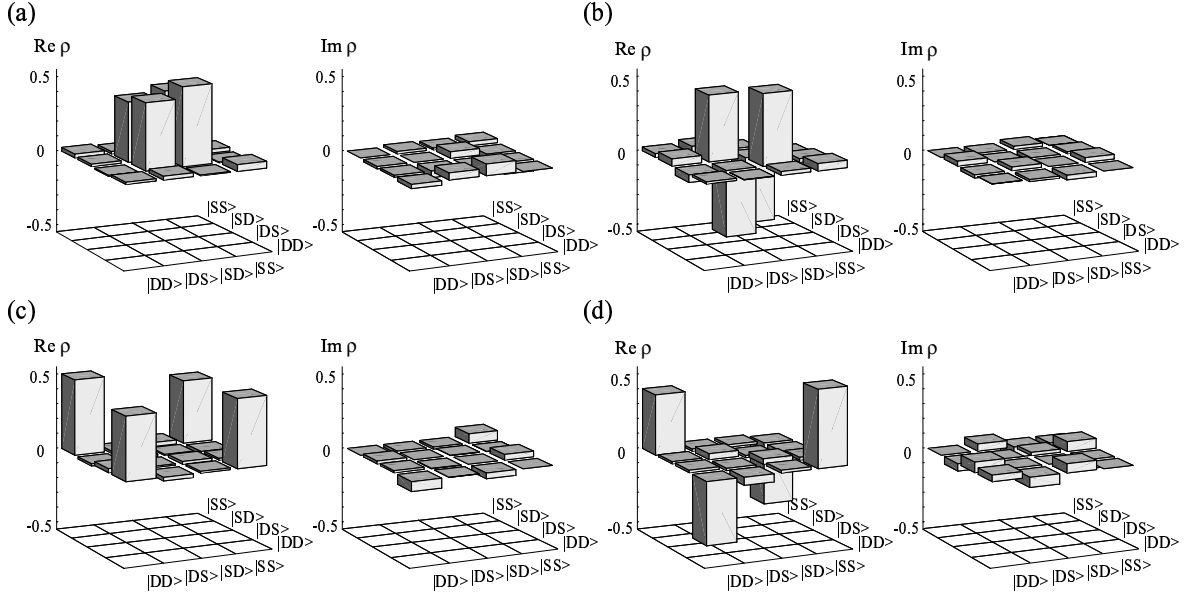 (a)
Re ρ
0.5
0
-0.5
|SS>
|SD>
|DS>
|DD>
|DD> |DS> |SD> |SS>
Im ρ
0.5
0
-0.5
|SS>
|SD>
|DS>
|DD>
|DD> |DS> |SD> |SS>
(b)
Re ρ
0.5
0
-0.5
|SS>
|SD>
|DS>
|DD>
|DD> |DS> |SD> |SS>
Im ρ
0.5
0
-0.5
|SS>
|SD>
|DS>
|DD>
|DD> |DS> |SD> |SS>
(c)
Re ρ
0.5
0
-0.5
|SS>
|SD>
|DS>
|DD>
|DD> |DS> |SD> |SS>
Im ρ
0.5
0
-0.5
|SS>
|SD>
|DS>
|DD>
|DD> |DS> |SD> |SS>
(d)
Re ρ
0.5
0
-0.5
|SS>
|SD>
|DS>
|DD>
|DD> |DS> |SD> |SS>
Im ρ
0.5
0
-0.5
|SS>
|SD>
|DS>
|DD>
|DD> |DS> |SD> |SS>